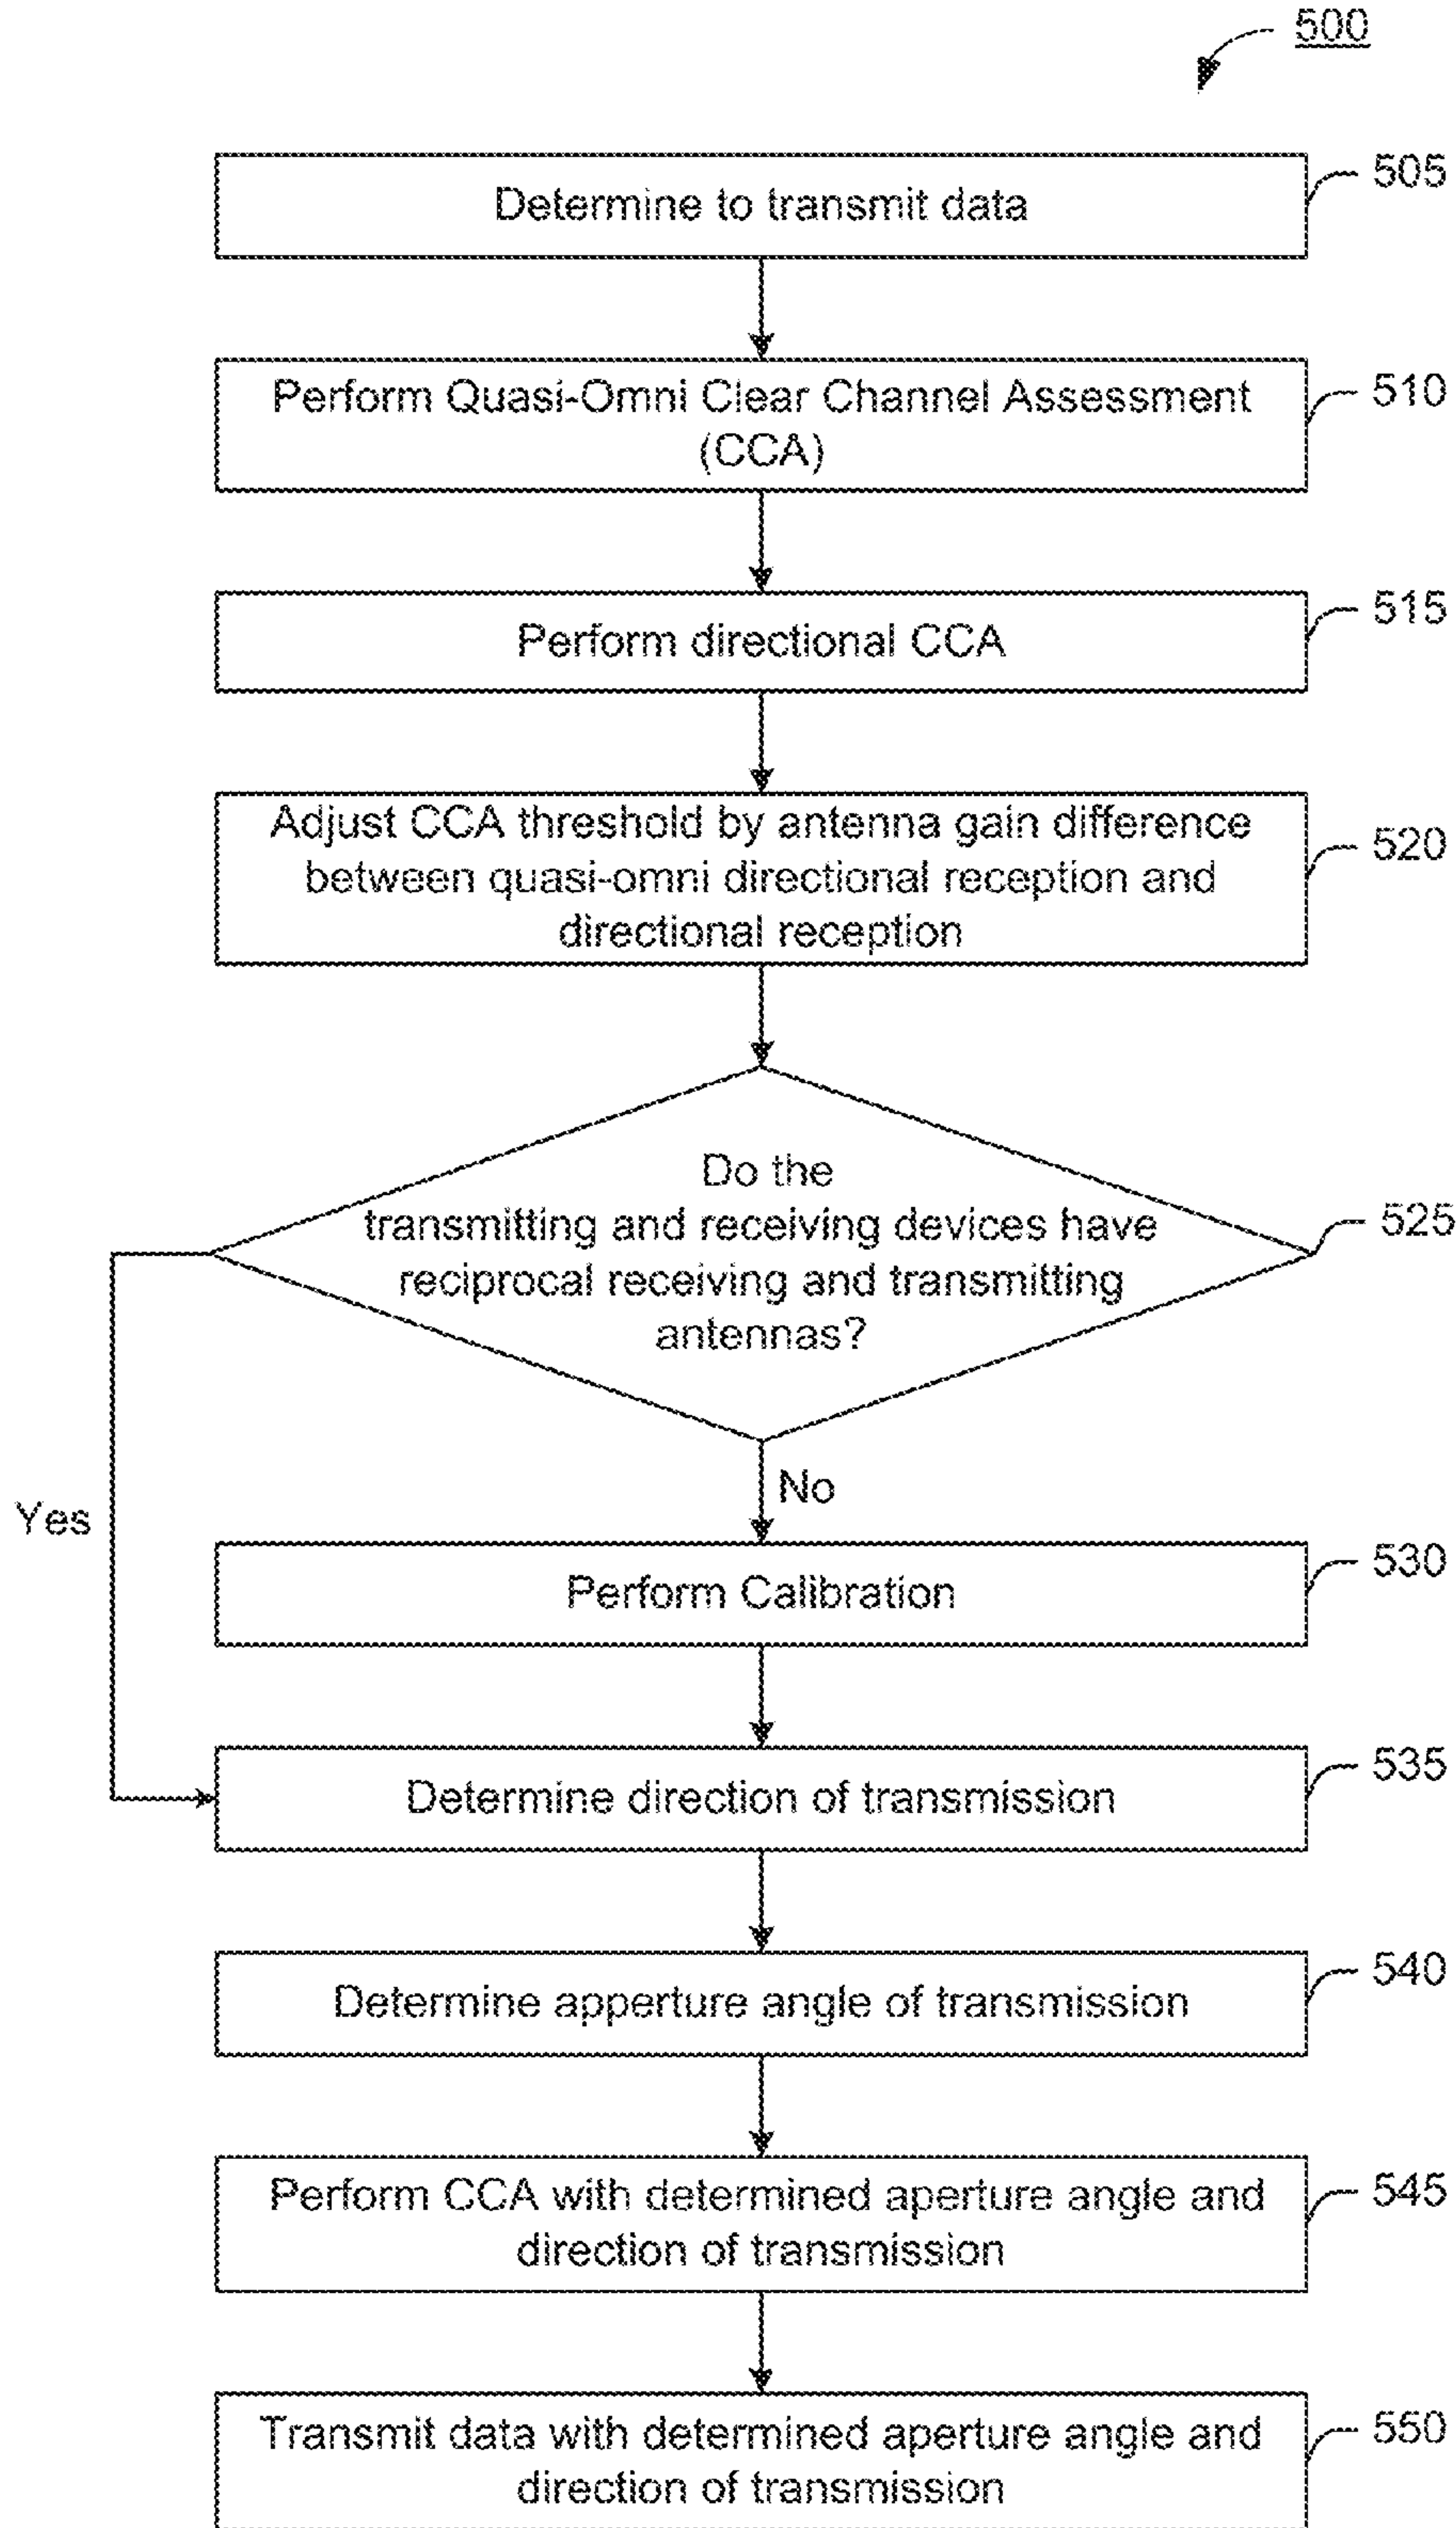 500
Determine to transmit data
505
Perform Quasi-Omni Clear Channel Assessment
(CCA)
510
Perform directional CCA
515
Adjust CCA threshold by antenna gain difference
between quasi-omni directional reception and
directional reception
520
Do the
transmitting and receiving devices have
reciprocal receiving and transmitting
antennas?
525
No
Yes
Perform Calibration
530
Determine direction of transmission
535
Determine apperture angle of transmission
540
Perform CCA with determined aperture angle and
direction of transmission
545
Transmit data with determined aperture angle and
direction of transmission
550